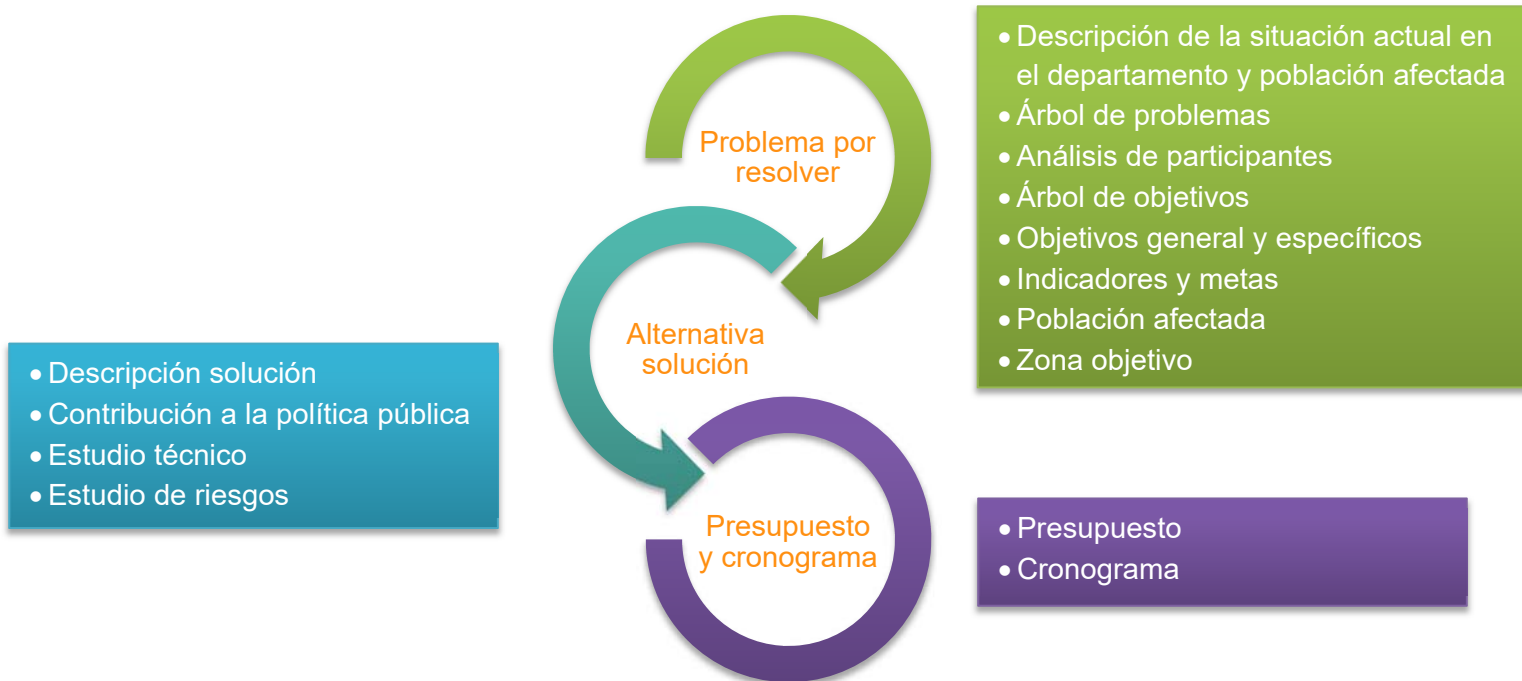 Problema por
resolver
• Descripción de la situación actual en
el departamento y población afectada
• Árbol de problemas
• Análisis de participantes
• Árbol de objetivos
• Objetivos general y específicos
• Indicadores y metas
• Población afectada
• Zona objetivo
Alternativa
solución
• Descripción solución
• Contribución a la política pública
• Estudio técnico
• Estudio de riesgos
Presupuesto
y cronograma
• Presupuesto
• Cronograma